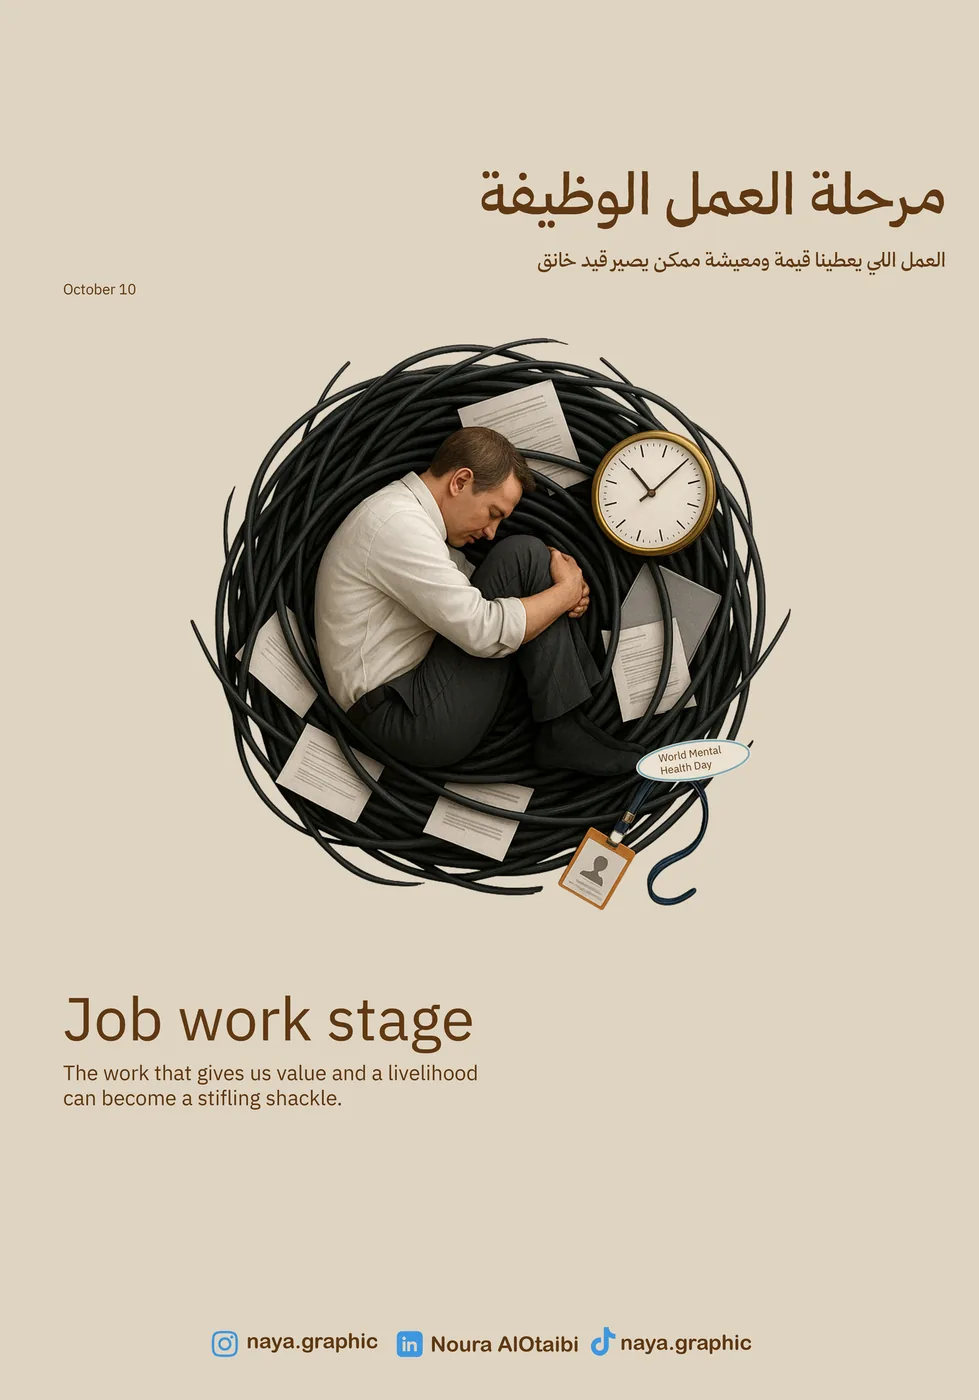 مرحلة العمل الوظيفة
العمل اللي يعطينا قيمة ومعيشة ممكن يصير قيد خانق
October 10
World Mental
Health Day
Job work stage
The work that gives us value and a livelihood
can become a stifling shackle.
naya.graphic in Noura AlOtaibi naya.graphic